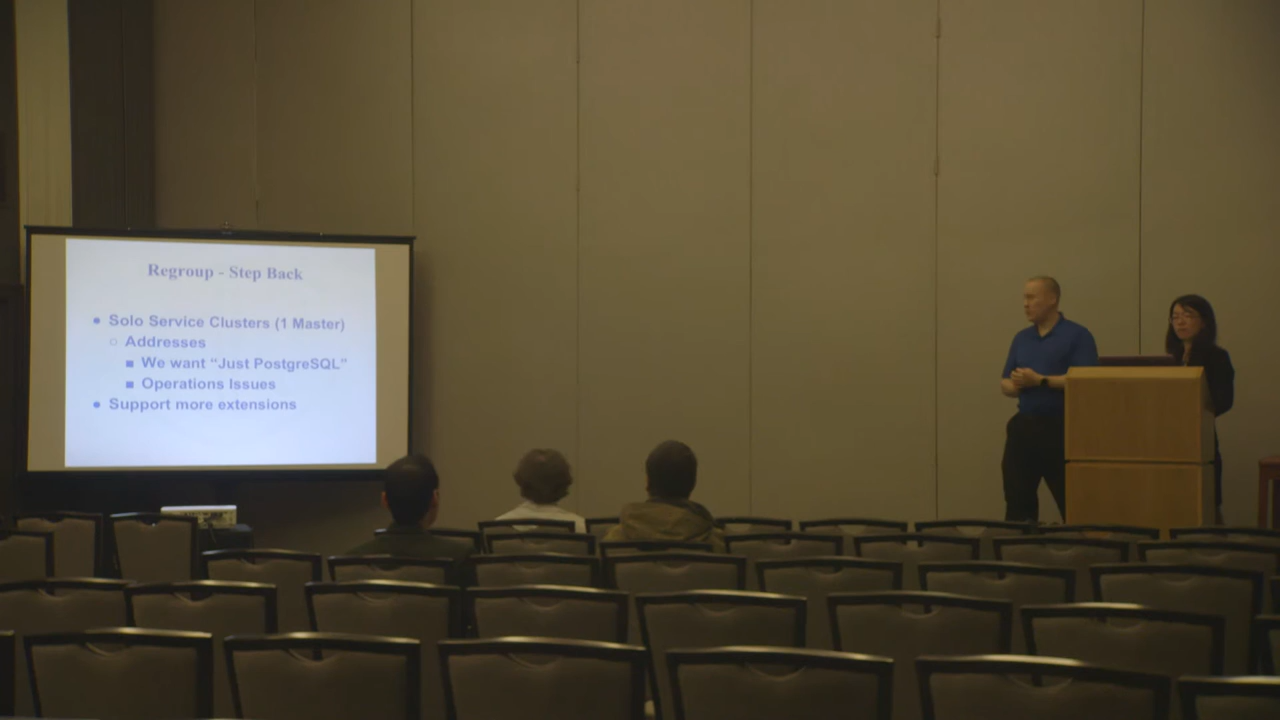 Regroup - Step Back
● Solo Service Clusters (1 Master)
○ Addresses
■ We want “Just PostgreSQL”
■ Operations Issues
● Support more extensions